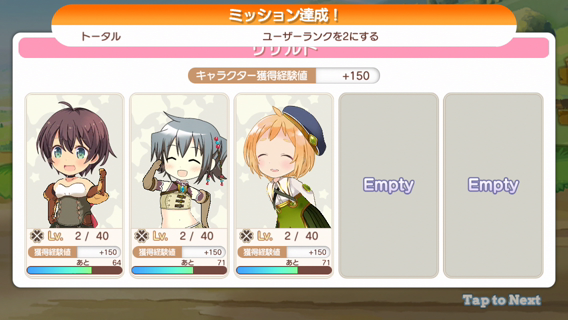 ミッション達成！
トータル ユーザーランクを2にする
リザルト
キャラクター獲得経験値 +150
Lv. 2 / 40
獲得経験値 +150
あと 64
Lv. 2 / 40
獲得経験値 +150
あと 71
Lv. 2 / 40
獲得経験値 +150
あと 71
Empty
Empty
Tap to Next